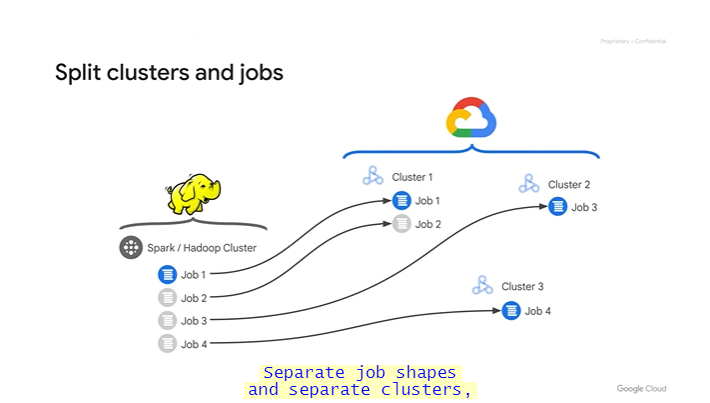 Proprietary + Confidential
Split clusters and jobs
Cluster 1
Job 1
Job 2
Cluster 2
Job 3
Spark / Hadoop Cluster
Job 1
Job 2
Job 3
Job 4
Cluster 3
Job 4
Separate job shapes
and separate clusters,
Google Cloud